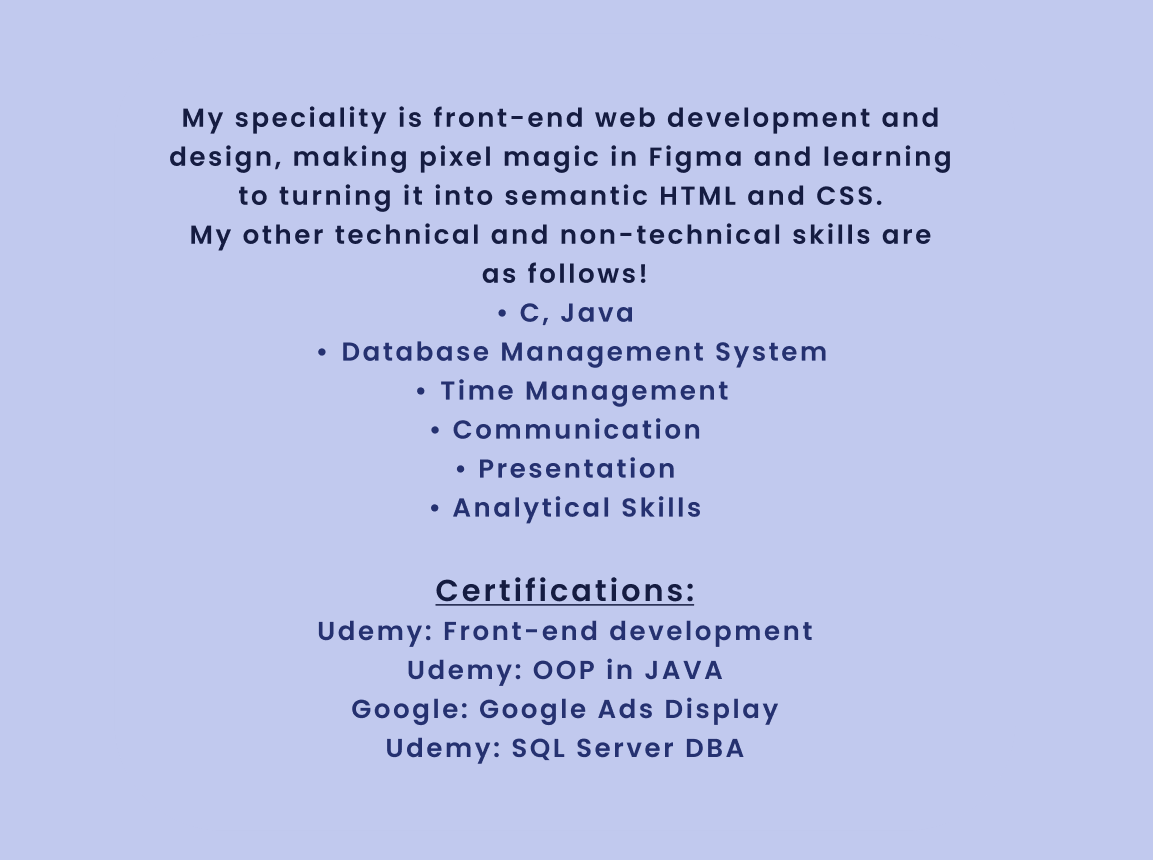 My speciality is front-end web development and
design, making pixel magic in Figma and learning
to turning it into semantic HTML and CSS.
My other technical and non-technical skills are
as follows!
• C, Java
• Database Management System
• Time Management
• Communication
• Presentation
• Analytical Skills
Certifications:
Udemy: Front-end development
Udemy: OOP in JAVA
Google: Google Ads Display
Udemy: SQL Server DBA